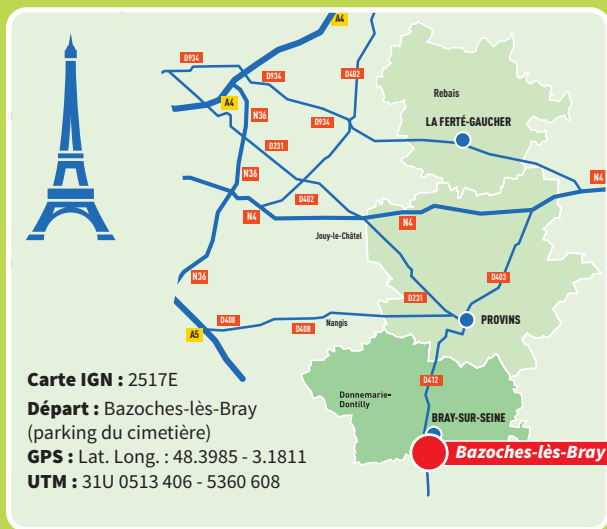 A4
D934
D934
D402
A4
Rebais
N36
D934
LA FERTÉ-GAUCHER
D231
N36
N4
D402
N4
N4
Jouy-le-Châtel
N36
D403
D231
D408
Nangis
PROVINS
D408
A5
D412
Carte IGN : 2517E
Départ : Bazoches-lès-Bray
(parking du cimetière)
GPS : Lat. Long. : 48.3985 - 3.1811
UTM : 31U 0513 406 - 5360 608
Donnemarie-
Dontilly
BRAY-SUR-SEINE
Bazoches-lès-Bray